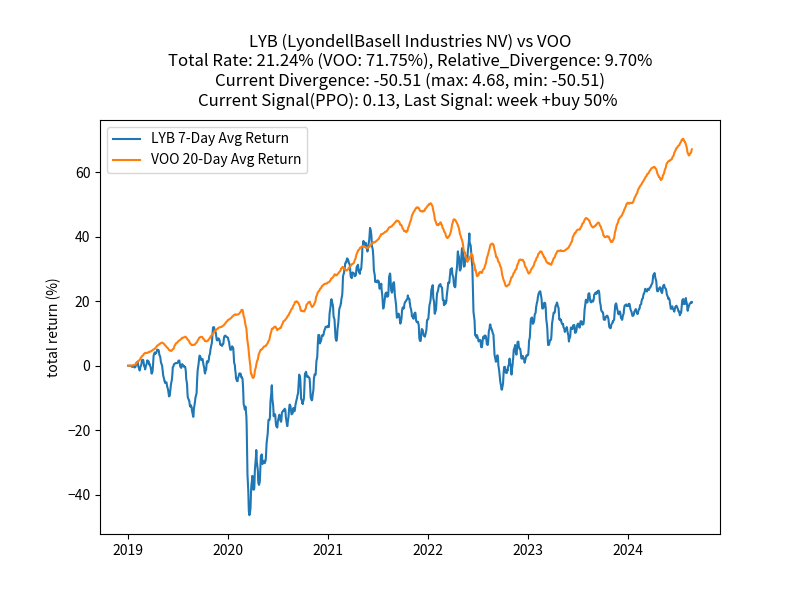 LYB (LyondellBasell Industries NV) vs VOO
Total Rate: 21.24% (VOO: 71.75%), Relative_Divergence: 9.70%
Current Divergence: -50.51 (max: 4.68, min: -50.51)
Current Signal(PPO): 0.13, Last Signal: week +buy 50%
LYB 7-Day Avg Return
VOO 20-Day Avg Return
total return (%)
60
40
20
0
−20
−40
2019
2020
2021
2022
2023
2024